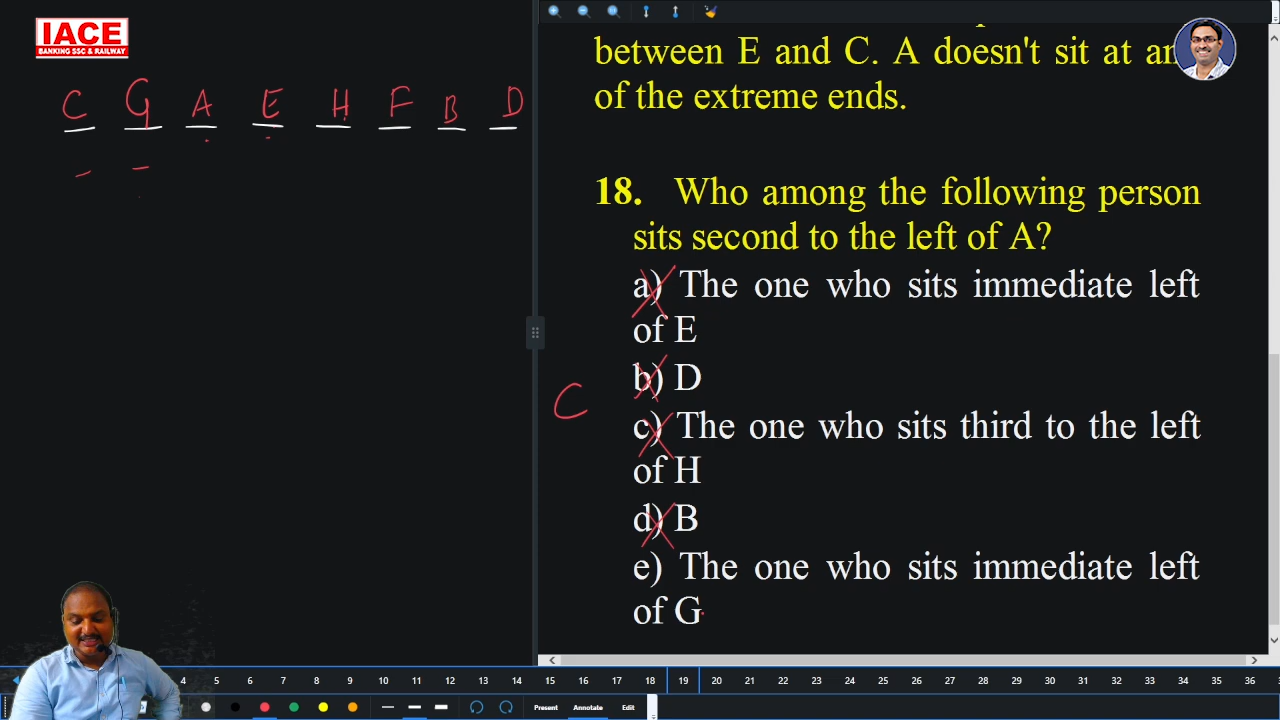 IACE
BANKING SSC & RAILWAY
C G A E H F B D
between E and C. A doesn't sit at
of the extreme ends.
18. Who among the following person
sits second to the left of A?
a) The one who sits immediate left
of E
b) D
C
c) The one who sits third to the left
of H
d) B
e) The one who sits immediate left
of G
4 5 6 7 8 9 10 11 12 13 14 15 16 17 18 19 20 21 22 23 24 25 26 27 28 29 30 31 32 33 34 35 36
Present Annotate Edit